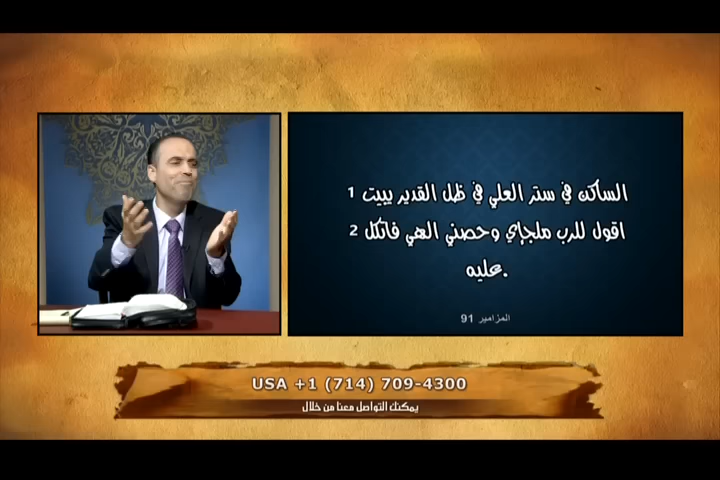 الساكن في ستر العلي في ظل القدير يبيت 1
اقول للرب ملجاي وحصني الهي فاتكل 2
عليه.
المزامير 91
USA +1 (714) 709-4300
يمكنك التواصل معنا من خلال